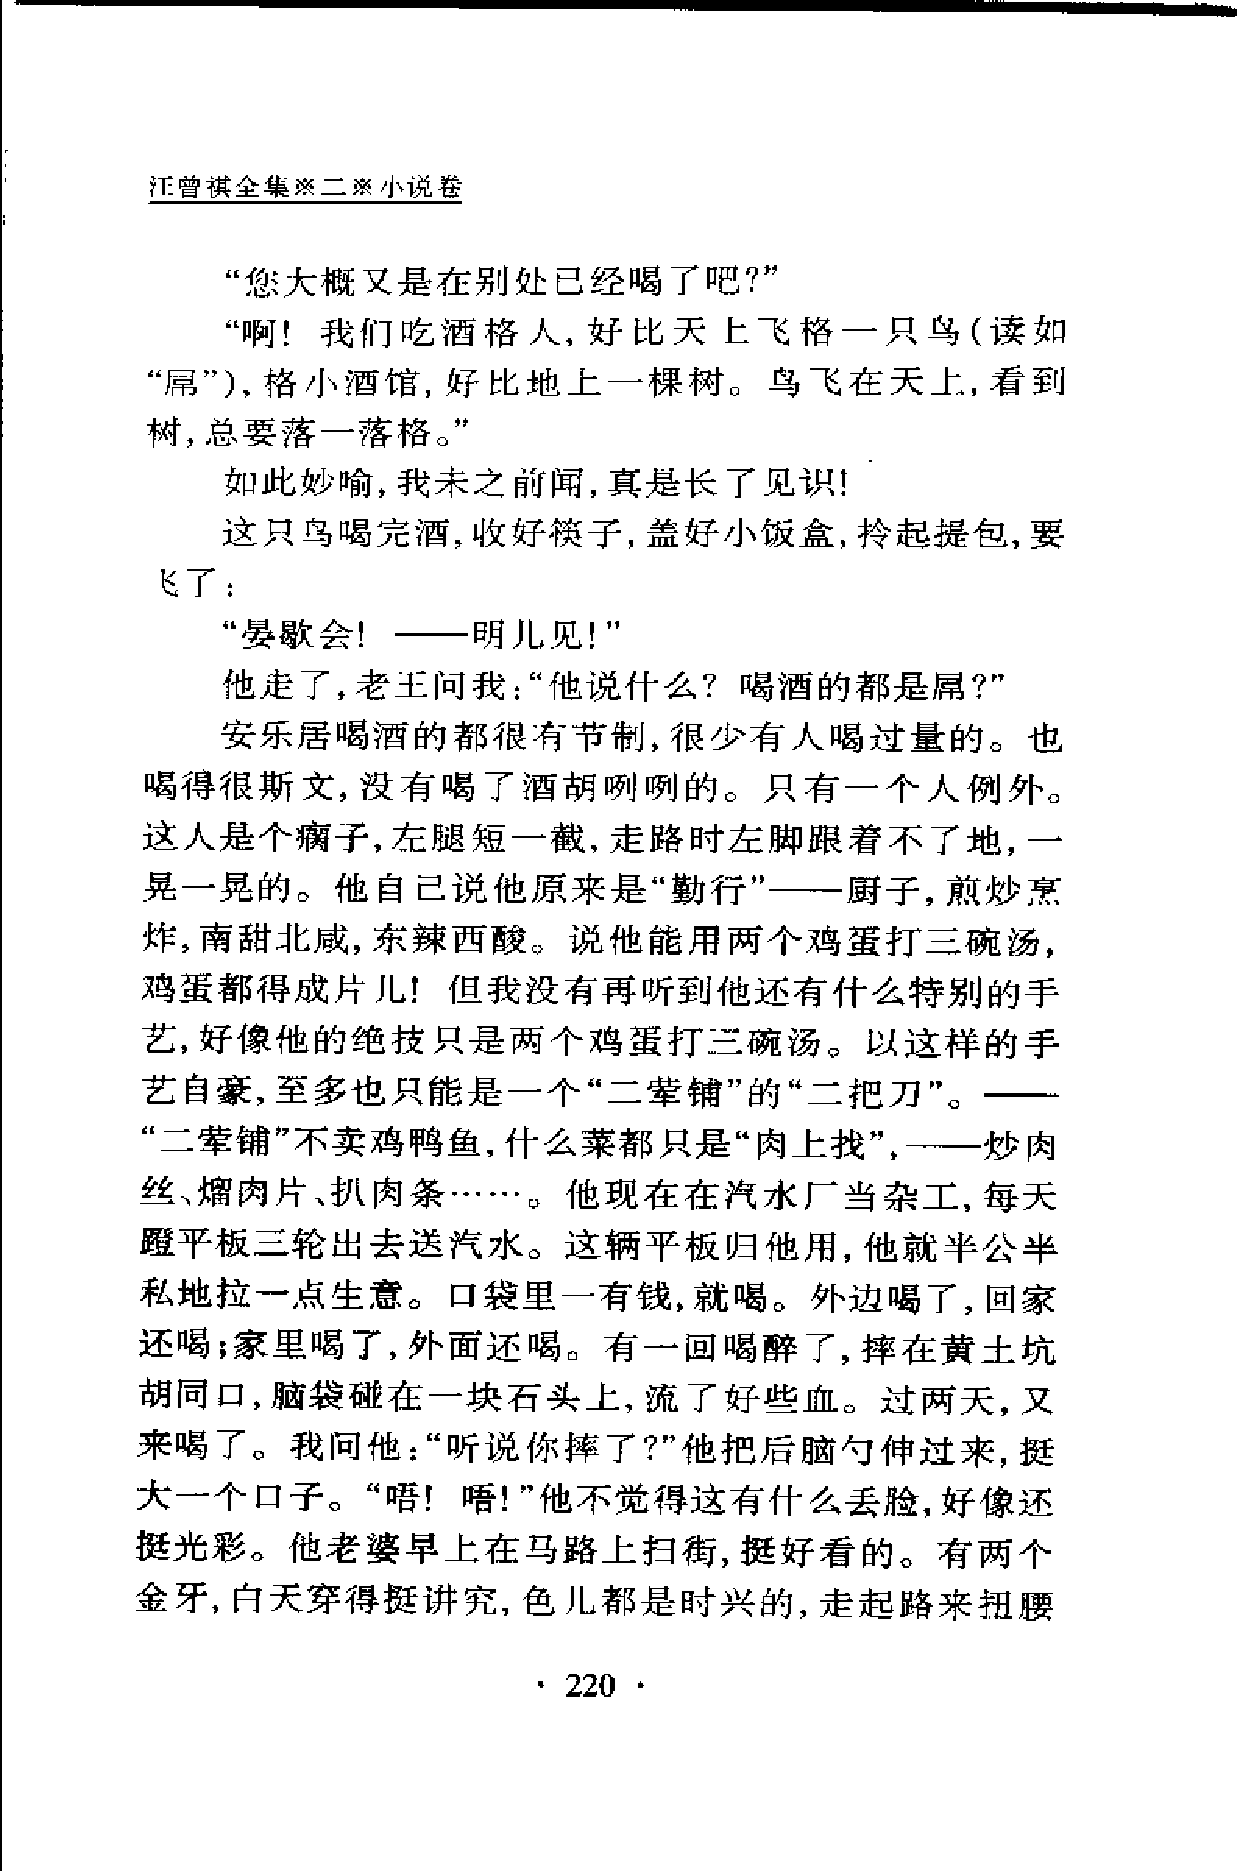 汪曾祺全集※二※小说卷
“您大概又是在别处已经喝了吧?”
“啊! 我们吃酒格人,好比天上飞格一只鸟(读如
“屌”),格小酒馆,好比地上一棵树。鸟飞在天上,看到
树,总要落一落格。”
如此妙喻,我未之前闻,真是长了见识!
这只鸟喝完酒,收好筷子,盖好小饭盒,拎起提包,要
飞了:
“晏歇会! ——明儿见!”
他走了,老王问我:“他说什么? 喝酒的都是屌?”
安乐居喝酒的都很有节制,很少有人喝过量的。也
喝得很斯文,没有喝了酒胡咧咧的。只有一个人例外。
这人是个瘸子,左腿短一截,走路时左脚跟着不了地,一
晃一晃的。他自己说他原来是“勤行”——厨子,煎炒烹
炸,南甜北咸,东辣西酸。说他能用两个鸡蛋打三碗汤,
鸡蛋都得成片儿! 但我没有再听到他还有什么特别的手
艺,好像他的绝技只是两个鸡蛋打三碗汤。以这样的手
艺自豪,至多也只能是一个“二荤铺”的“二把刀”。——
“二荤铺”不卖鸡鸭鱼,什么菜都只是“肉上找”,——炒肉
丝、熘肉片、扒肉条……。他现在在汽水厂当杂工,每天
蹬平板三轮出去送汽水。这辆平板归他用,他就半公半
私地拉一点生意。口袋里一有钱,就喝。外边喝了,回家
还喝;家里喝了,外面还喝。有一回喝醉了,摔在黄土坑
胡同口,脑袋碰在一块石头上,流了好些血。过两天,又
来喝了。我问他:“听说你摔了?”他把后脑勺伸过来,挺
大一个口子。“唔! 唔!”他不觉得这有什么丢脸,好像还
挺光彩。他老婆早上在马路上扫街,挺好看的。有两个
金牙,白天穿得挺讲究,色儿都是时兴的,走起路来扭腰
· 220 ·